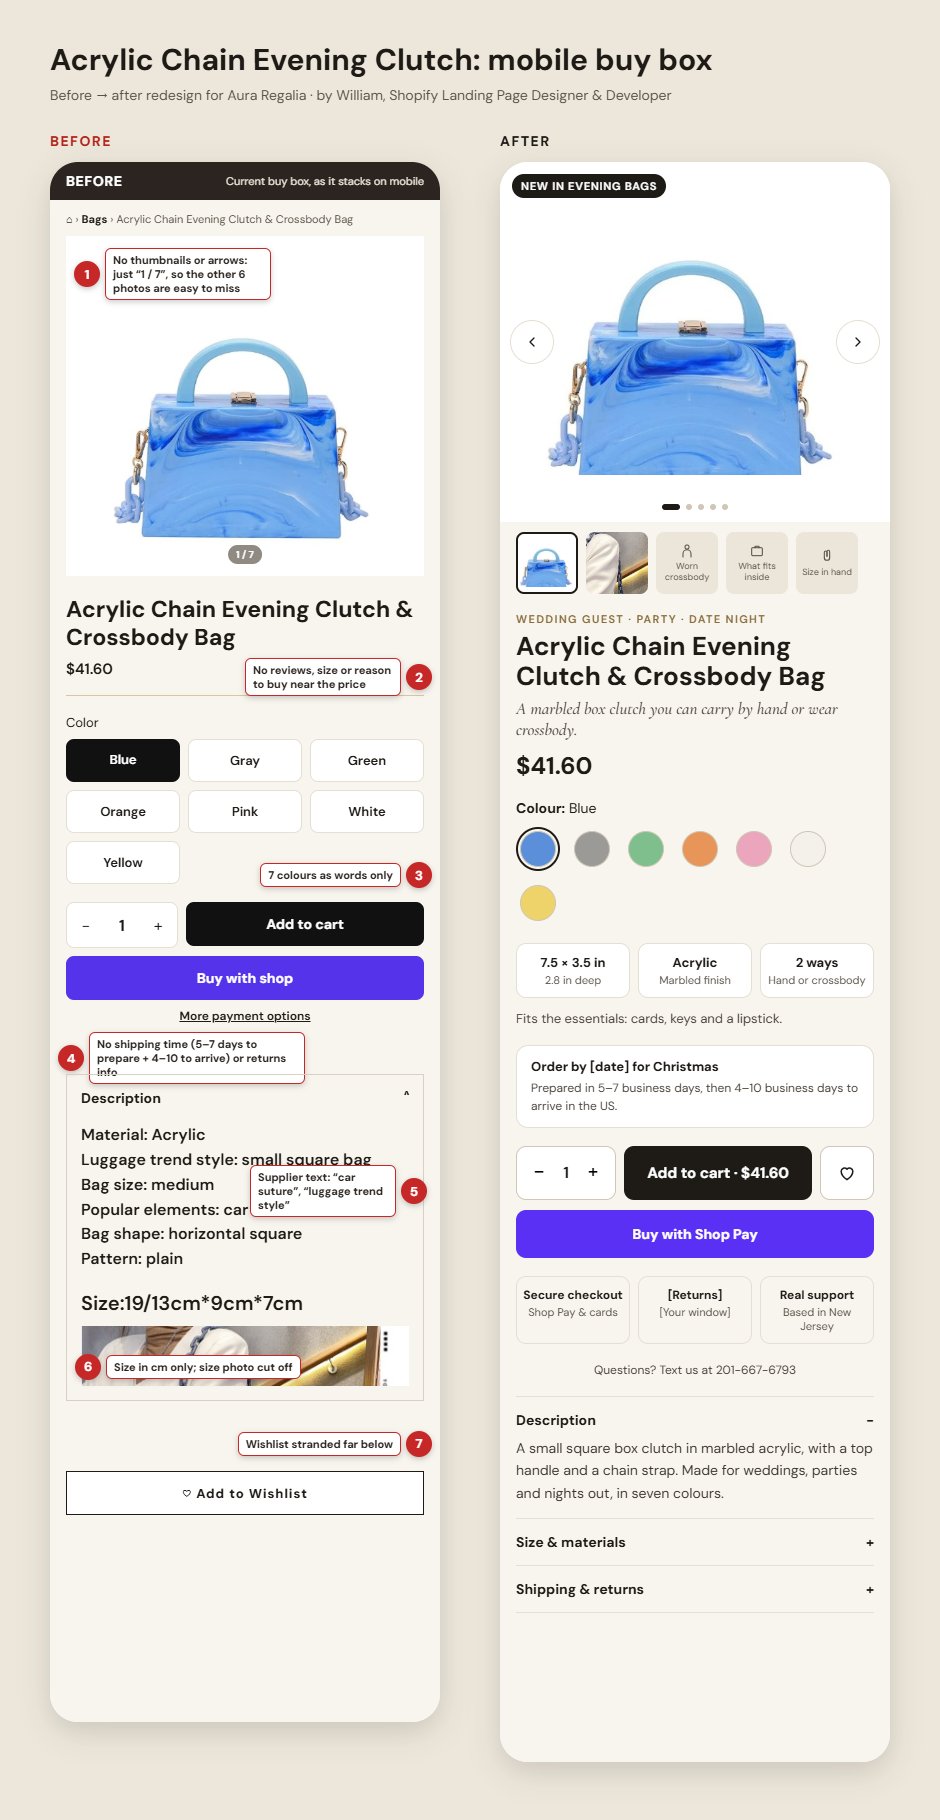 Acrylic Chain Evening Clutch: mobile buy box
Before → after redesign for Aura Regalia · by William, Shopify Landing Page Designer & Developer
BEFORE
BEFORE
Current buy box, as it stacks on mobile
⌂ › Bags › Acrylic Chain Evening Clutch & Crossbody Bag
1
No thumbnails or arrows:
just “1 / 7”, so the other 6
photos are easy to miss
1 / 7
Acrylic Chain Evening Clutch &
Crossbody Bag
$41.60
No reviews, size or reason
to buy near the price
2
Color
Blue
Gray
Green
Orange
Pink
White
Yellow
7 colours as words only
3
− 1 +
Add to cart
Buy with shop
More payment options
4
No shipping time (5–7 days to
prepare + 4–10 to arrive) or returns
info
Description
Material: Acrylic
Luggage trend style: small square bag
Bag size: medium
Popular elements: car
Supplier text: “car
suture”, “luggage trend
style”
5
Bag shape: horizontal square
Pattern: plain
Size:19/13cm*9cm*7cm
6
Size in cm only; size photo cut off
Wishlist stranded far below
7
♡ Add to Wishlist
AFTER
NEW IN EVENING BAGS
‹
›
Worn
crossbody
What fits
inside
Size in hand
WEDDING GUEST · PARTY · DATE NIGHT
Acrylic Chain Evening
Clutch & Crossbody Bag
A marbled box clutch you can carry by hand or wear
crossbody.
$41.60
Colour: Blue
7.5 × 3.5 in
2.8 in deep
Acrylic
Marbled finish
2 ways
Hand or crossbody
Fits the essentials: cards, keys and a lipstick.
Order by [date] for Christmas
Prepared in 5–7 business days, then 4–10 business days to
arrive in the US.
− 1 +
Add to cart · $41.60
Buy with Shop Pay
Secure checkout
Shop Pay & cards
[Returns]
[Your window]
Real support
Based in New
Jersey
Questions? Text us at 201-667-6793
Description −
A small square box clutch in marbled acrylic, with a top
handle and a chain strap. Made for weddings, parties
and nights out, in seven colours.
Size & materials +
Shipping & returns +